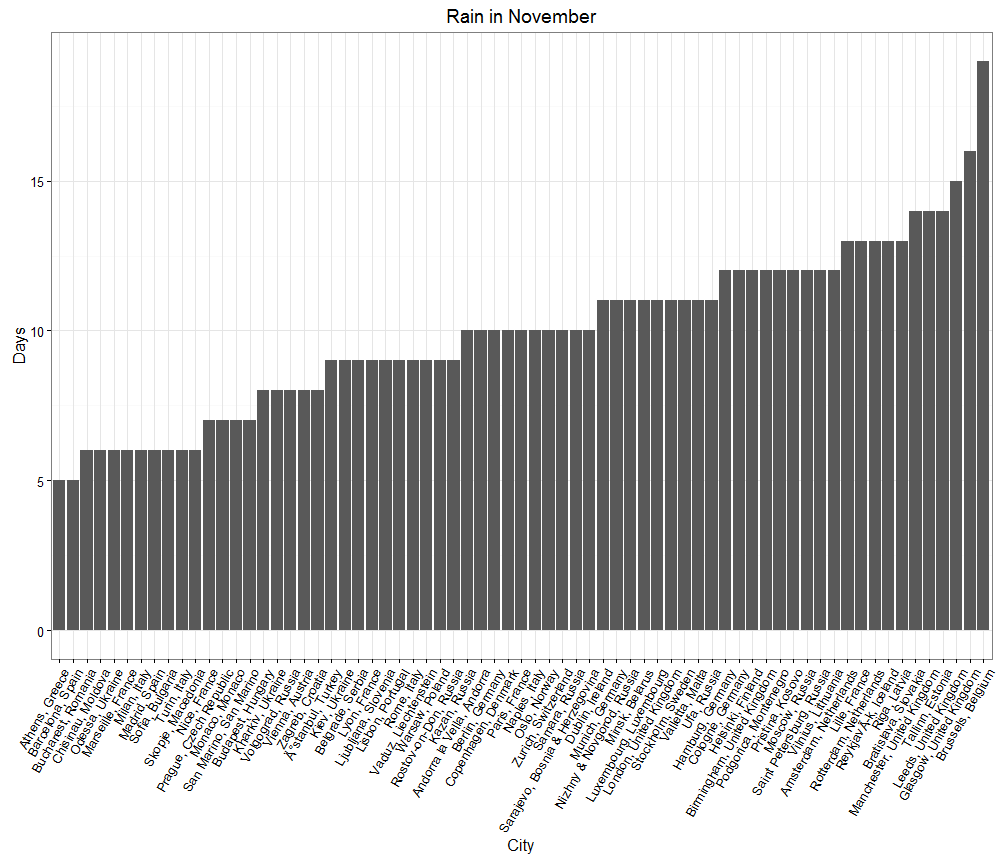 Rain in November
Days
15
10
5
0
Athens, Greece
Barcelona, Spain
Bucharest, Romania
Chisinau, Moldova
Odessa, Ukraine
Marseille, France
Milan, Italy
Madrid, Spain
Sofia, Bulgaria
Turin, Italy
Skopje, Macedonia
Nice, France
Prague, Czech Republic
Monaco, Monaco
San Marino, San Marino
Budapest, Hungary
Kharkiv, Ukraine
Volgograd, Russia
Vienna, Austria
Zagreb, Croatia
Ä°stanbul, Turkey
Kiev, Ukraine
Belgrade, Serbia
Lyon, France
Ljubljana, Slovenia
Lisbon, Portugal
Rome, Italy
Vaduz, Liechtenstein
Warsaw, Poland
Rostov-on-Don, Russia
Kazan, Russia
Andorra la Vella, Andorra
Berlin, Germany
Copenhagen, Denmark
Paris, France
Naples, Italy
Oslo, Norway
Zurich, Switzerland
Samara, Russia
Sarajevo, Bosnia & Herzegovina
Dublin, Ireland
Munich, Germany
Nizhny & Novgorod, Russia
Minsk, Belarus
Luxembourg, Luxembourg
London, United Kingdom
Stockholm, Sweden
Valletta, Malta
Ufa, Russia
Hamburg, Germany
Cologne, Germany
Helsinki, Finland
Birmingham, United Kingdom
Podgorica, Montenegro
Pristina, Kosovo
Moscow, Russia
Saint Petersburg, Russia
Vilnius, Lithuania
Amsterdam, Netherlands
Lille, France
Rotterdam, Netherlands
Riga, Latvia
Bratislava, Slovakia
Manchester, United Kingdom
Tallinn, Estonia
Leeds, United Kingdom
Glasgow, United Kingdom
Brussels, Belgium
City